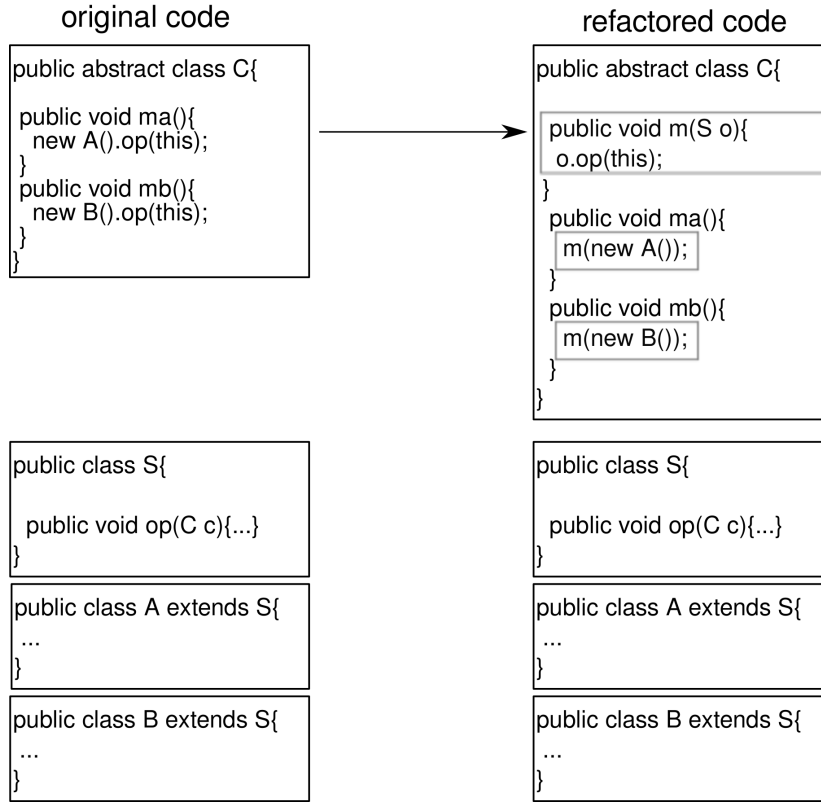 original code
public abstract class C{
public void ma(){
new A().op(this);
}
public void mb(){
new B().op(this);
}
}
public class S{
public void op(C c){...}
}
public class A extends S{
...
}
public class B extends S{
...
}
refactored code
public abstract class C{
public void m(S o){
o.op(this);
}
public void ma(){
m(new A());
}
public void mb(){
m(new B());
}
}
public class S{
public void op(C c){...}
}
public class A extends S{
...
}
public class B extends S{
...
}